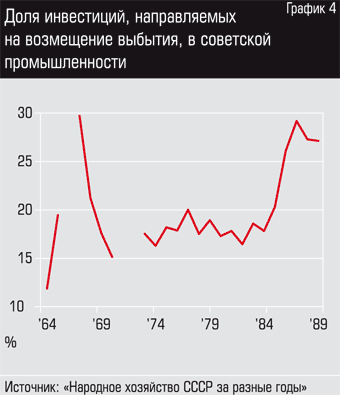 График 4
Доля инвестиций, направляемых
на возмещение выбытия, в советской
промышленности
30
25
20
15
10
'64 '69 '74 '79 '84 '89
%
Источник: «Народное хозяйство СССР за разные годы»